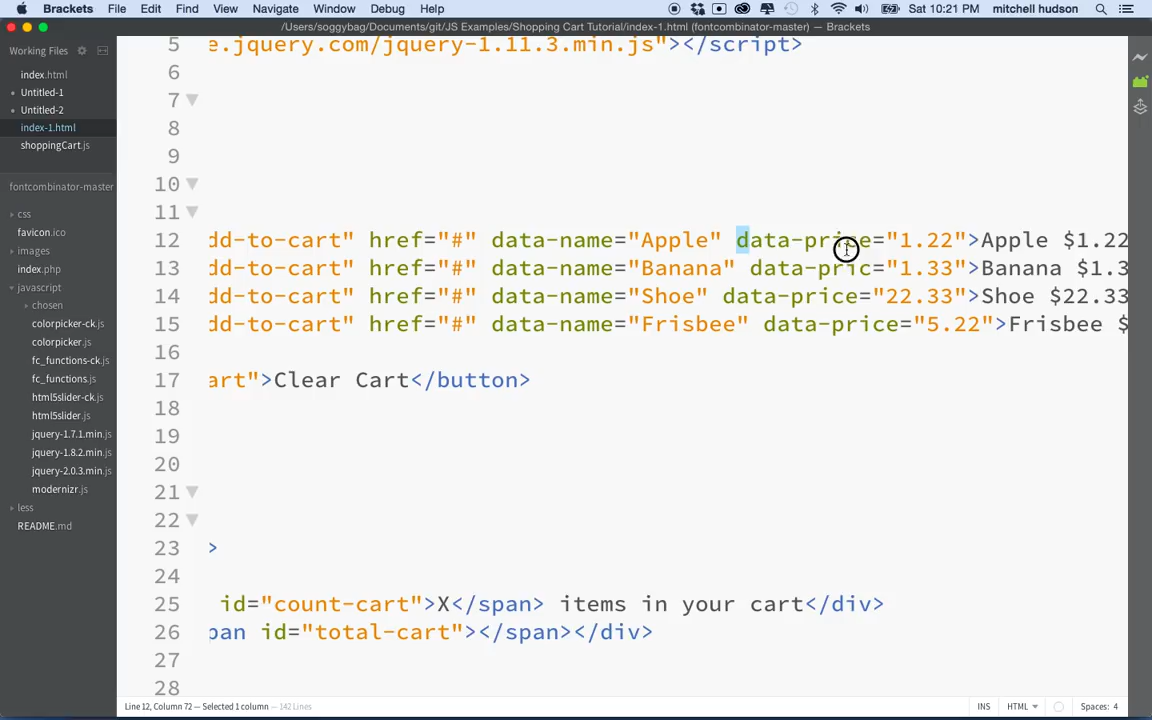 Brackets File Edit Find View Navigate Window Debug Help Sat 10:21 PM mitchell hudson
/Users/soggybag/Documents/git/JS Examples/Shopping Cart Tutorial/index-1.html (fontcombinator-master) — Brackets
Working Files
index.html
Untitled-1
Untitled-2
index-1.html
shoppingCart.js
fontcombinator-master
css
favicon.ico
images
index.php
javascript
chosen
colorpicker-ck.js
colorpicker.js
fc_functions-ck.js
fc_functions.js
html5slider-ck.js
html5slider.js
jquery-1.7.1.min.js
jquery-1.8.2.min.js
jquery-2.0.3.min.js
modernizr.js
less
README.md
5 e.jquery.com/jquery-1.11.3.min.js"></script>
6
7
8
9
10
11
12 dd-to-cart" href="#" data-name="Apple" data-price="1.22">Apple $1.22
13 dd-to-cart" href="#" data-name="Banana" data-pric="1.33">Banana $1.3
14 dd-to-cart" href="#" data-name="Shoe" data-price="22.33">Shoe $22.33
15 dd-to-cart" href="#" data-name="Frisbee" data-price="5.22">Frisbee $
16
17 art">Clear Cart</button>
18
19
20
21
22
23 >
24
25 id="count-cart">X</span> items in your cart</div>
26 pan id="total-cart"></span></div>
27
28
Line 12, Column 72 — Selected 1 column — 142 Lines INS HTML Spaces: 4